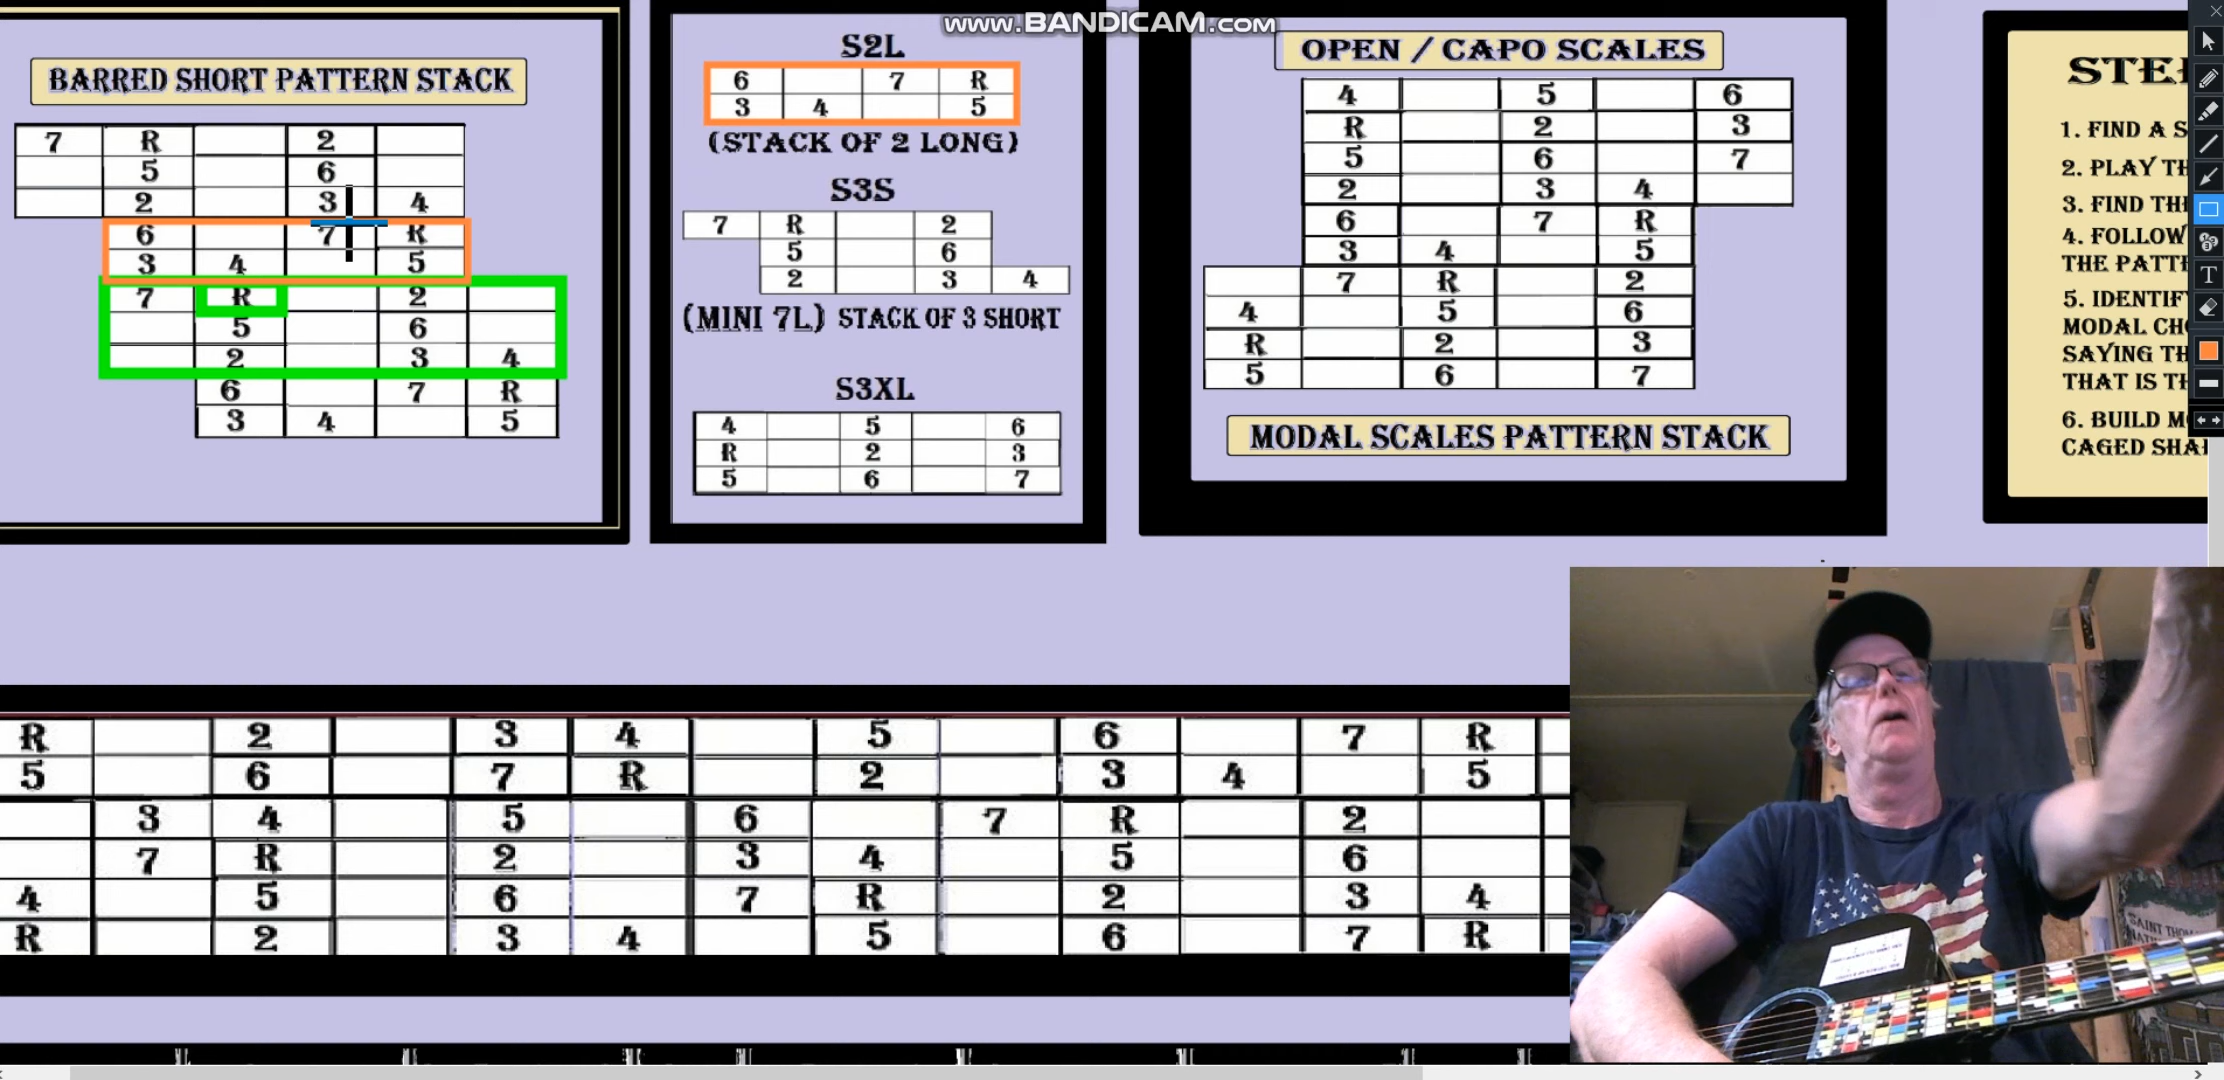 WWW.BANDICAM.COM
BARRED SHORT PATTERN STACK
7 R 2
5 6
2 3 4
6 7 R
3 4 5
7 R 2
5 6
2 3 4
6 7 R
3 4 5
S2L
6 7 R
3 4 5
(STACK OF 2 LONG)
S3S
7 R 2
5 6
2 3 4
(MINI 7L) STACK OF 3 SHORT
S3XL
4 5 6
R 2 3
5 6 7
OPEN / CAPO SCALES
4 5 6
R 2 3
5 6 7
2 3 4
6 7 R
3 4 5
7 R 2
4 5 6
R 2 3
5 6 7
MODAL SCALES PATTERN STACK
1. FIND A S
2. PLAY TH
3. FIND THE
4. FOLLOW
THE PATT
5. IDENTIF
MODAL CH
SAYING TH
THAT IS TH
6. BUILD M
CAGED SHA
R 2 3 4 5 6 7 R
5 6 7 R 2 3 4 5
3 4 5 6 7 R 2
7 R 2 3 4 5 6
4 5 6 7 R 2 3 4
R 2 3 4 5 6 7 R
SAINT THOM